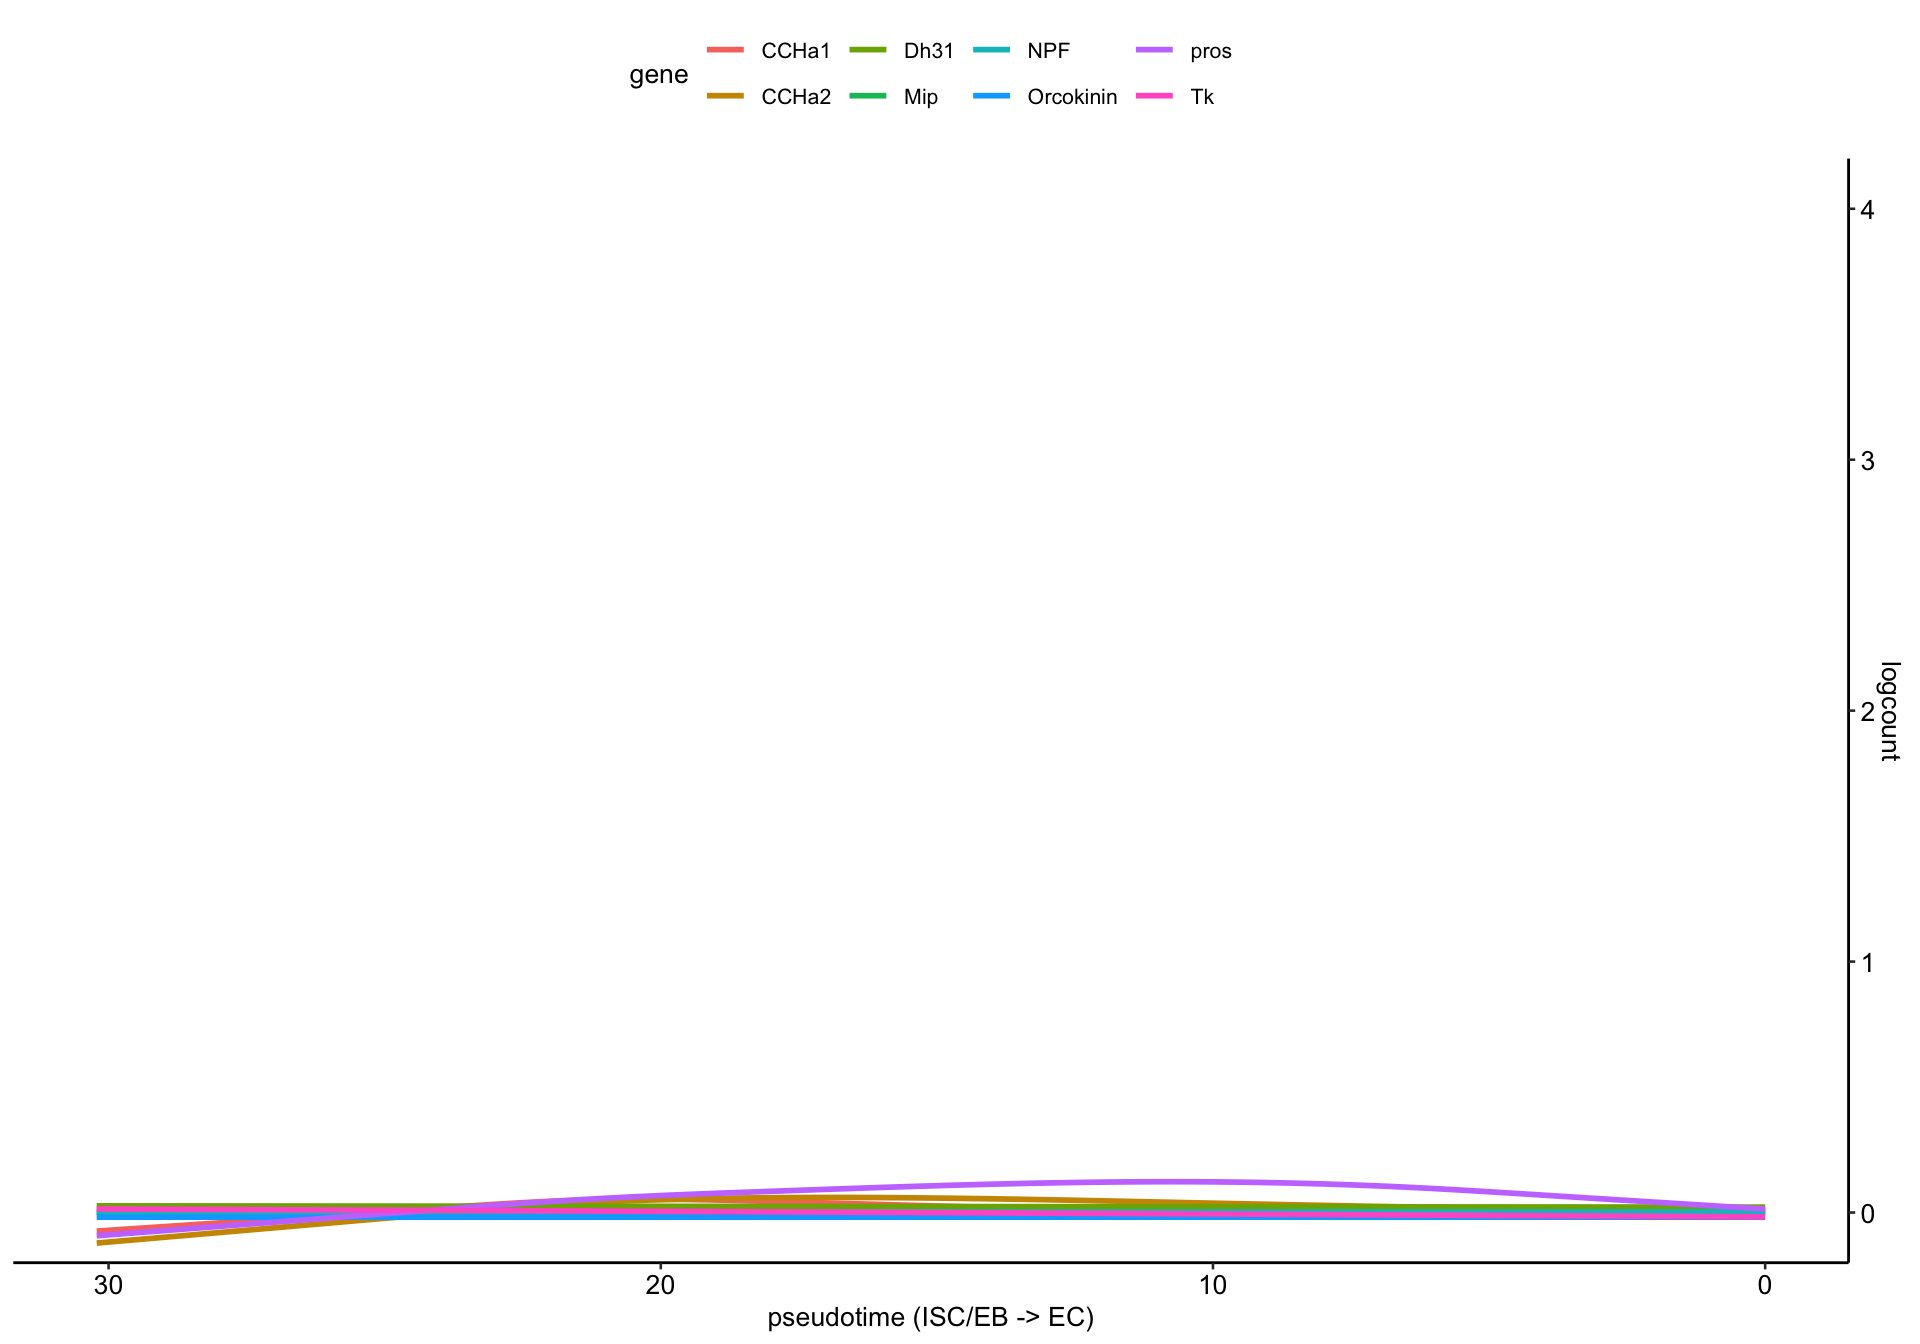 gene
CCHa1 Dh31 NPF pros
CCHa2 Mip Orcokinin Tk
4
3
2
1
0
logcount
30 20 10 0
pseudotime (ISC/EB -> EC)